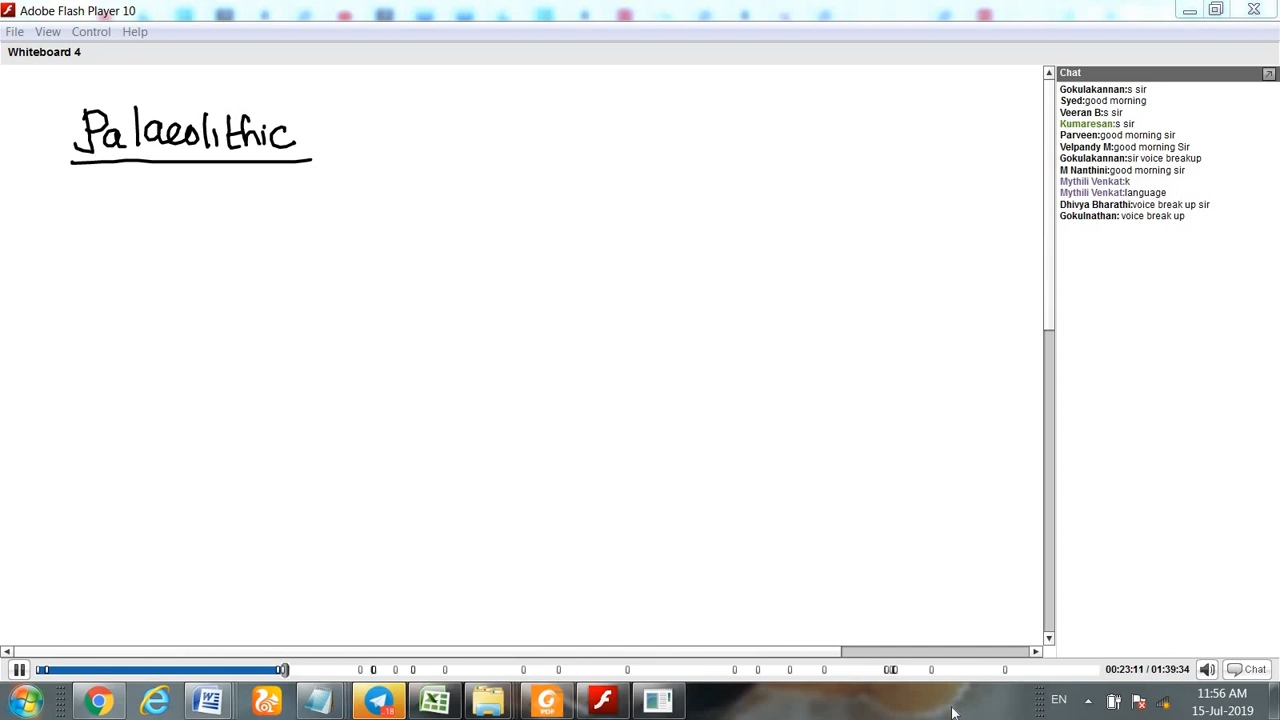 Adobe Flash Player 10
File View Control Help
Whiteboard 4
Palaeolithic
Chat
Gokulakannan:s sir
Syed:good morning
Veeran B:s sir
Kumaresan:s sir
Parveen:good morning sir
Velpandy M:good morning Sir
Gokulakannan:sir voice breakup
M Nanthini:good morning sir
Mythili Venkat:k
Mythili Venkat:language
Dhivya Bharathi:voice break up sir
Gokulnathan: voice break up
00:23:11 / 01:39:34 Chat
W 18 PDF EN 11:56 AM
15-Jul-2019